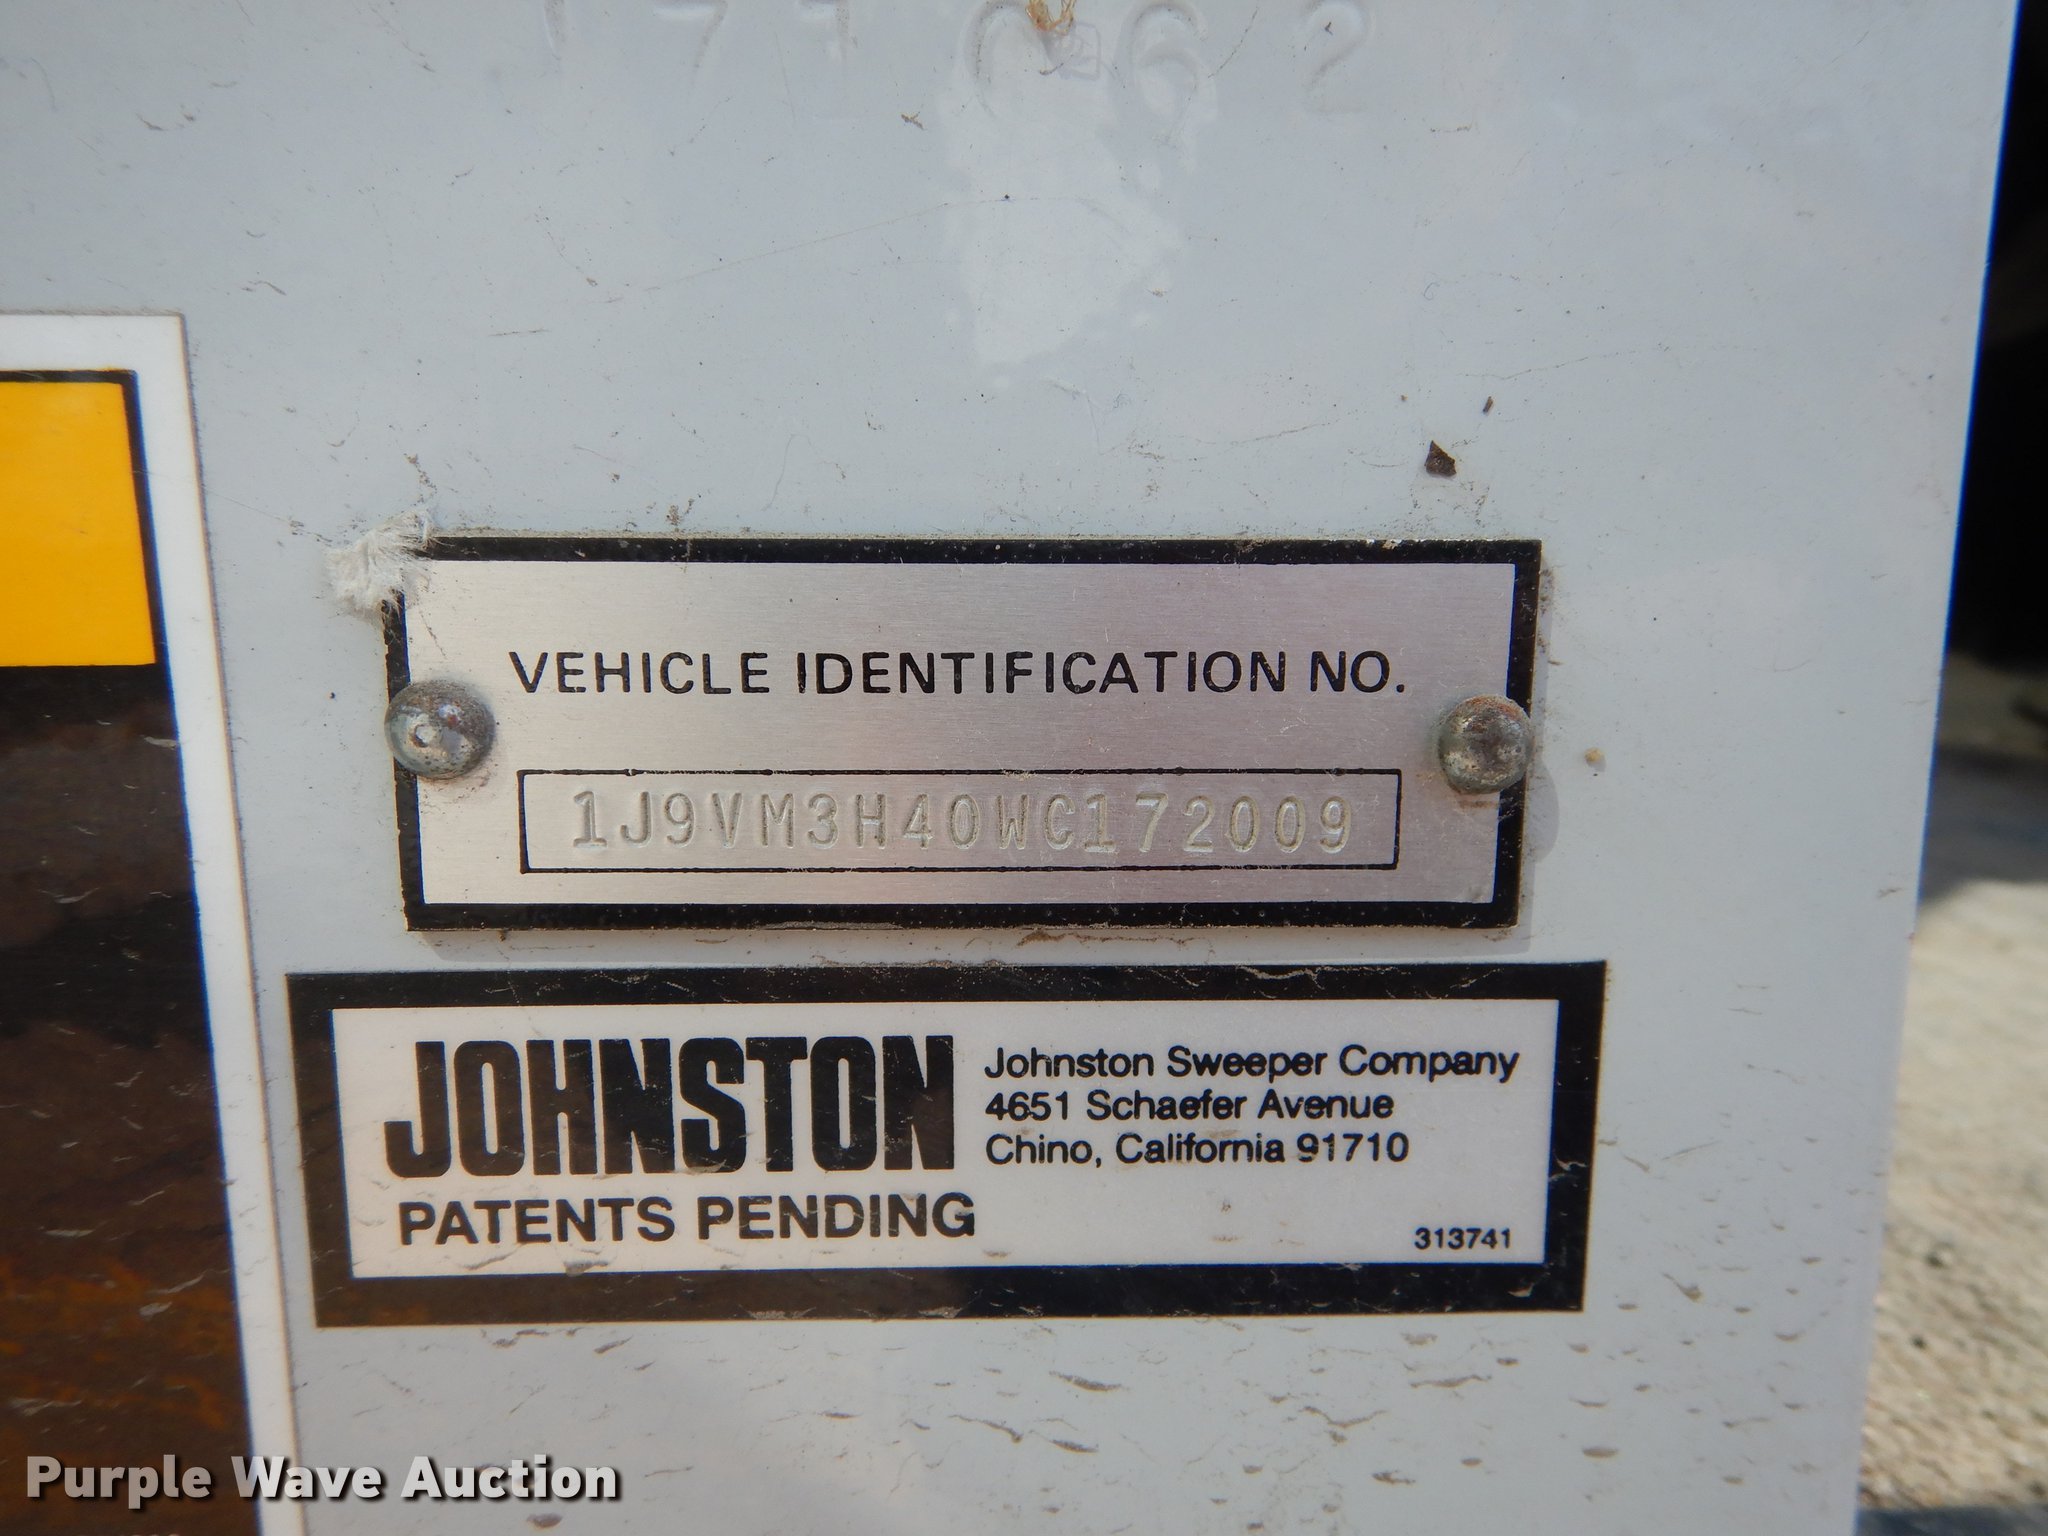 VEHICLE IDENTIFICATION NO.
1J9VM3H40WC172009
JOHNSTON
PATENTS PENDING
Johnston Sweeper Company
4651 Schaefer Avenue
Chino, California 91710
313741
Purple Wave Auction